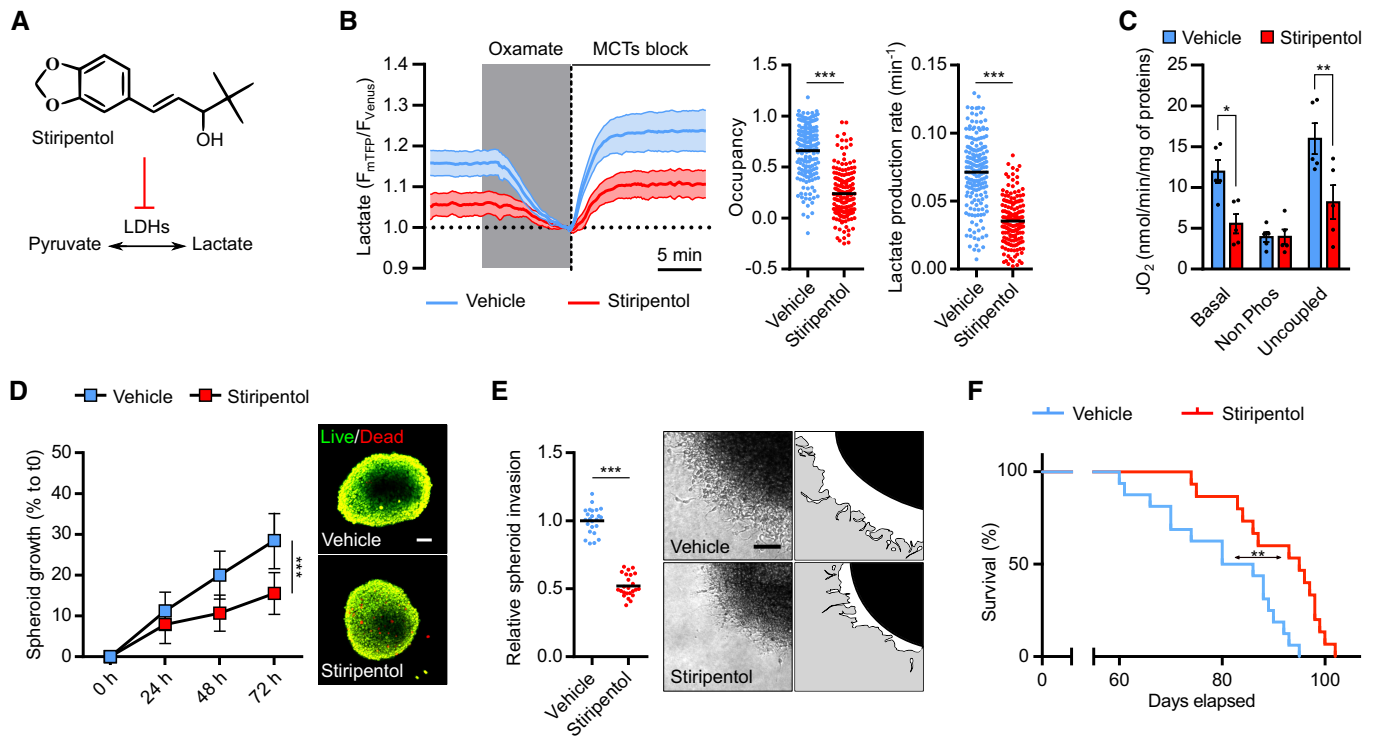 A
O
O
OH
Stiripentol
LDHs
Pyruvate
Lactate
B
Oxamate
MCTs block
Lactate (FmTFP/FVenus)
1.4
1.3
1.2
1.1
1.0
0.9
5 min
Vehicle
Stiripentol
Occupancy
1.5
1.0
0.5
0.0
-0.5
***
Vehicle
Stiripentol
Lactate production rate (min-1)
0.15
0.10
0.05
0.00
***
Vehicle
Stiripentol
C
Vehicle
Stiripentol
JO2 (nmol/min/mg of proteins)
25
20
15
10
5
0
*
**
Basal
Non Phos
Uncoupled
D
Vehicle
Stiripentol
Spheroid growth (% to t0)
50
40
30
20
10
0
***
0 h
24 h
48 h
72 h
Live/Dead
Vehicle
Stiripentol
E
Relative spheroid invasion
1.5
1.0
0.5
0.0
***
Vehicle
Stiripentol
Vehicle
Stiripentol
F
Vehicle
Stiripentol
Survival (%)
100
50
0
**
0
60
80
100
Days elapsed